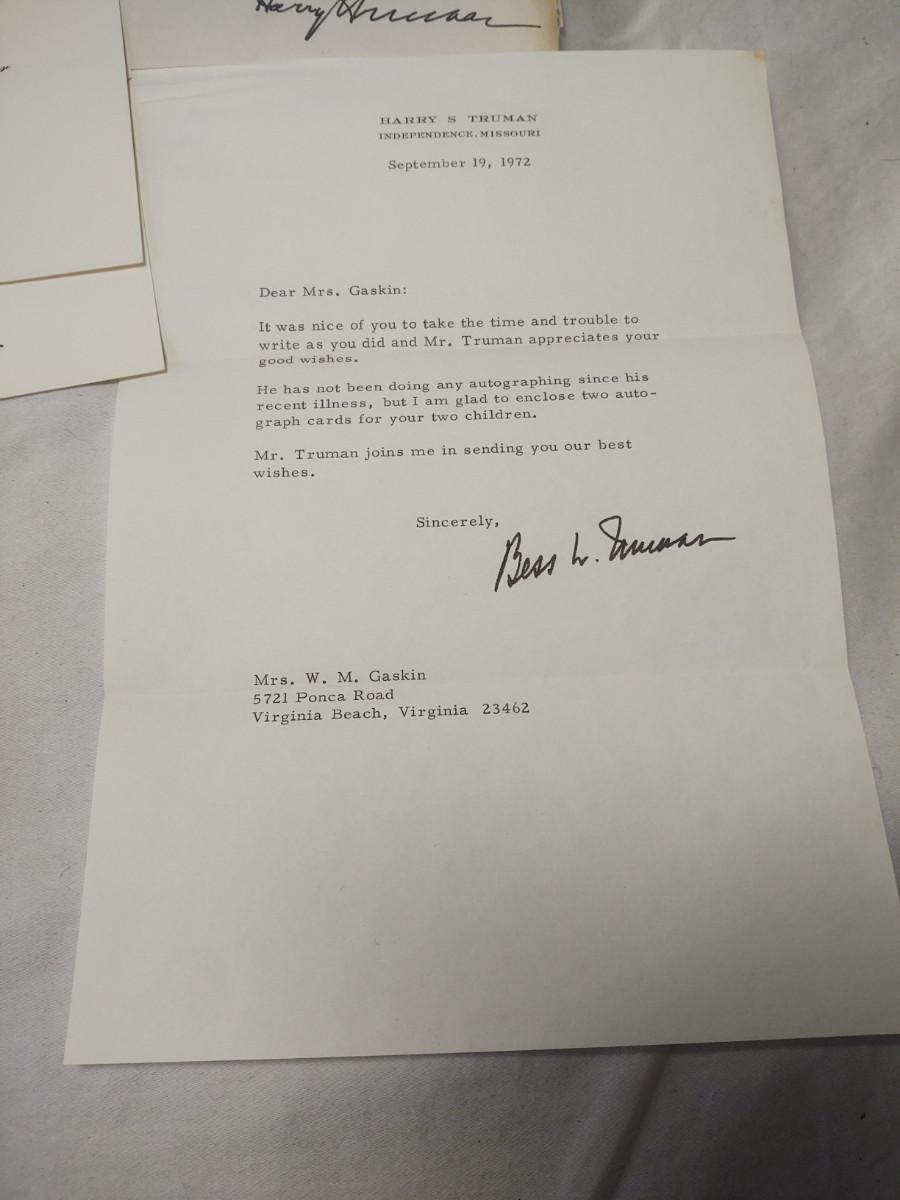 Harry Truman
HARRY S TRUMAN
INDEPENDENCE, MISSOURI
September 19, 1972
Dear Mrs. Gaskin:
It was nice of you to take the time and trouble to
write as you did and Mr. Truman appreciates your
good wishes.
He has not been doing any autographing since his
recent illness, but I am glad to enclose two auto-
graph cards for your two children.
Mr. Truman joins me in sending you our best
wishes.
Sincerely,
Bess W. Truman
Mrs. W. M. Gaskin
5721 Ponca Road
Virginia Beach, Virginia 23462